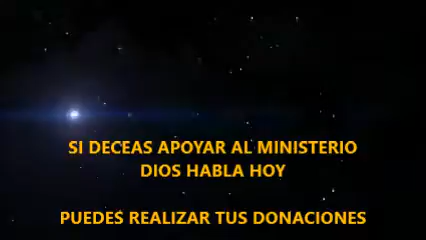 SI DECEAS APOYAR AL MINISTERIO
DIOS HABLA HOY
PUEDES REALIZAR TUS DONACIONES